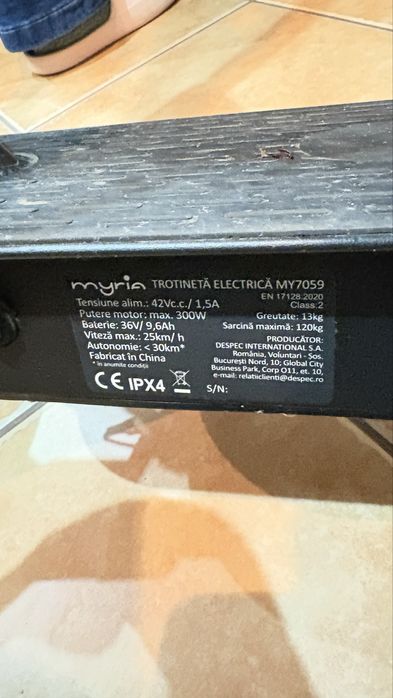 myria TROTINETĂ ELECTRICĂ MY7059
EN 17128:2020
Class:2
Tensiune alim.: 42Vc.c./ 1,5A
Putere motor: max. 300W
Baterie: 36V/ 9,6Ah
Viteză max.: 25km/ h
Autonomie: < 30km*
Fabricat în China
* în anumite condiții
CE IPX4
Greutate: 13kg
Sarcină maximă: 120kg
PRODUCĂTOR:
DESPEC INTERNATIONAL S.A.
România, Voluntari - Sos.
București Nord, 10; Global City
Business Park, Corp O11, et. 10,
e-mail: relatiiclienti@despec.ro
S/N: